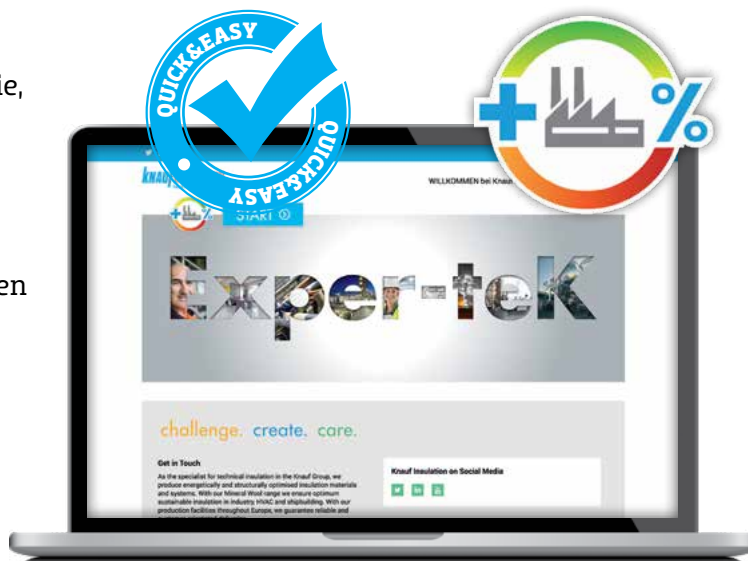 ie,
en
QUICK&EASY
QUICK&EASY
+ %
KNAUF
WILLKOMMEN bei Knauf
+ %
START
Exper-teK
challenge. create. care.
Get in Touch
As the specialist for technical insulation in the Knauf Group, we
produce energetically and structurally optimised insulation materials
and systems. With our Mineral Wool range we ensure optimum
sustainable insulation in industry, HVAC and shipbuilding. With our
production facilities throughout Europe, we guarantee reliable and
Knauf Insulation on Social Media